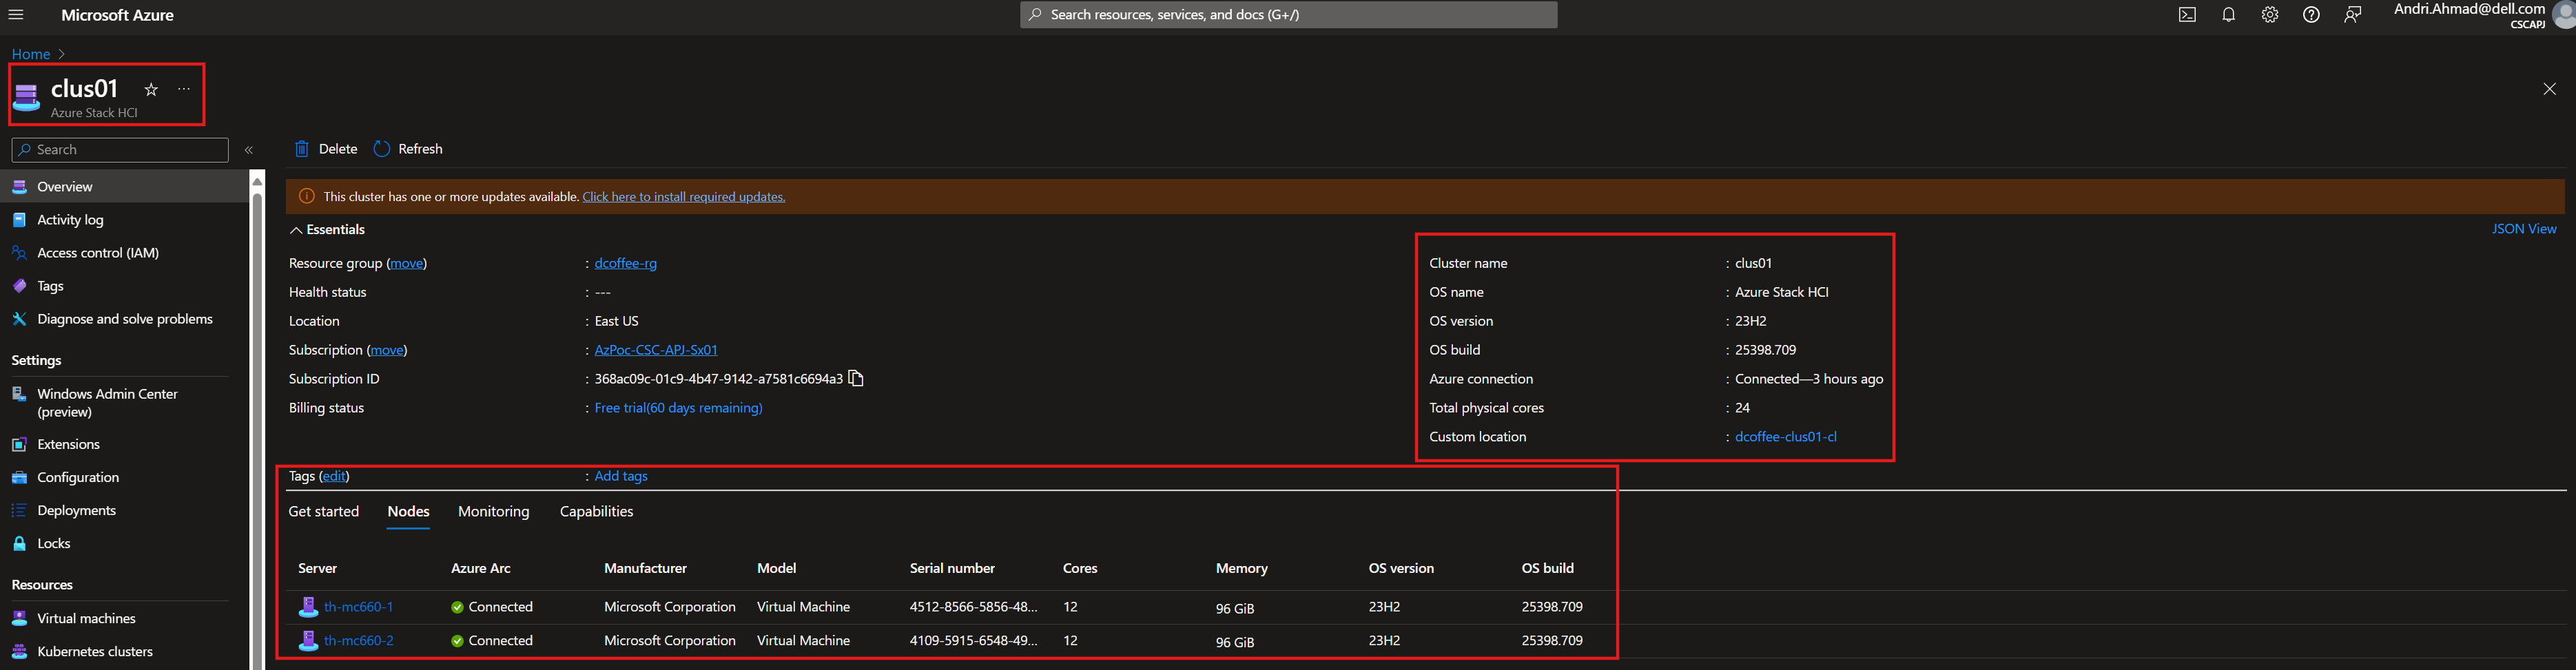 Microsoft Azure
Search resources, services, and docs (G+/)
Andri.Ahmad@dell.com
CSCAPJ
Home >
clus01
Azure Stack HCI
Search
«
Delete
Refresh
Overview
Activity log
Access control (IAM)
Tags
Diagnose and solve problems
Settings
Windows Admin Center
(preview)
Extensions
Configuration
Deployments
Locks
Resources
Virtual machines
Kubernetes clusters
This cluster has one or more updates available. Click here to install required updates.
Essentials
JSON View
Resource group (move) : dcoffee-rg
Health status : ---
Location : East US
Subscription (move) : AzPoc-CSC-APJ-Sx01
Subscription ID : 368ac09c-01c9-4b47-9142-a7581c6694a3
Billing status : Free trial(60 days remaining)
Cluster name : clus01
OS name : Azure Stack HCI
OS version : 23H2
OS build : 25398.709
Azure connection : Connected—3 hours ago
Total physical cores : 24
Custom location : dcoffee-clus01-cl
Tags (edit) : Add tags
Get started Nodes Monitoring Capabilities
Server Azure Arc Manufacturer Model Serial number Cores Memory OS version OS build
th-mc660-1 Connected Microsoft Corporation Virtual Machine 4512-8566-5856-48... 12 96 GiB 23H2 25398.709
th-mc660-2 Connected Microsoft Corporation Virtual Machine 4109-5915-6548-49... 12 96 GiB 23H2 25398.709